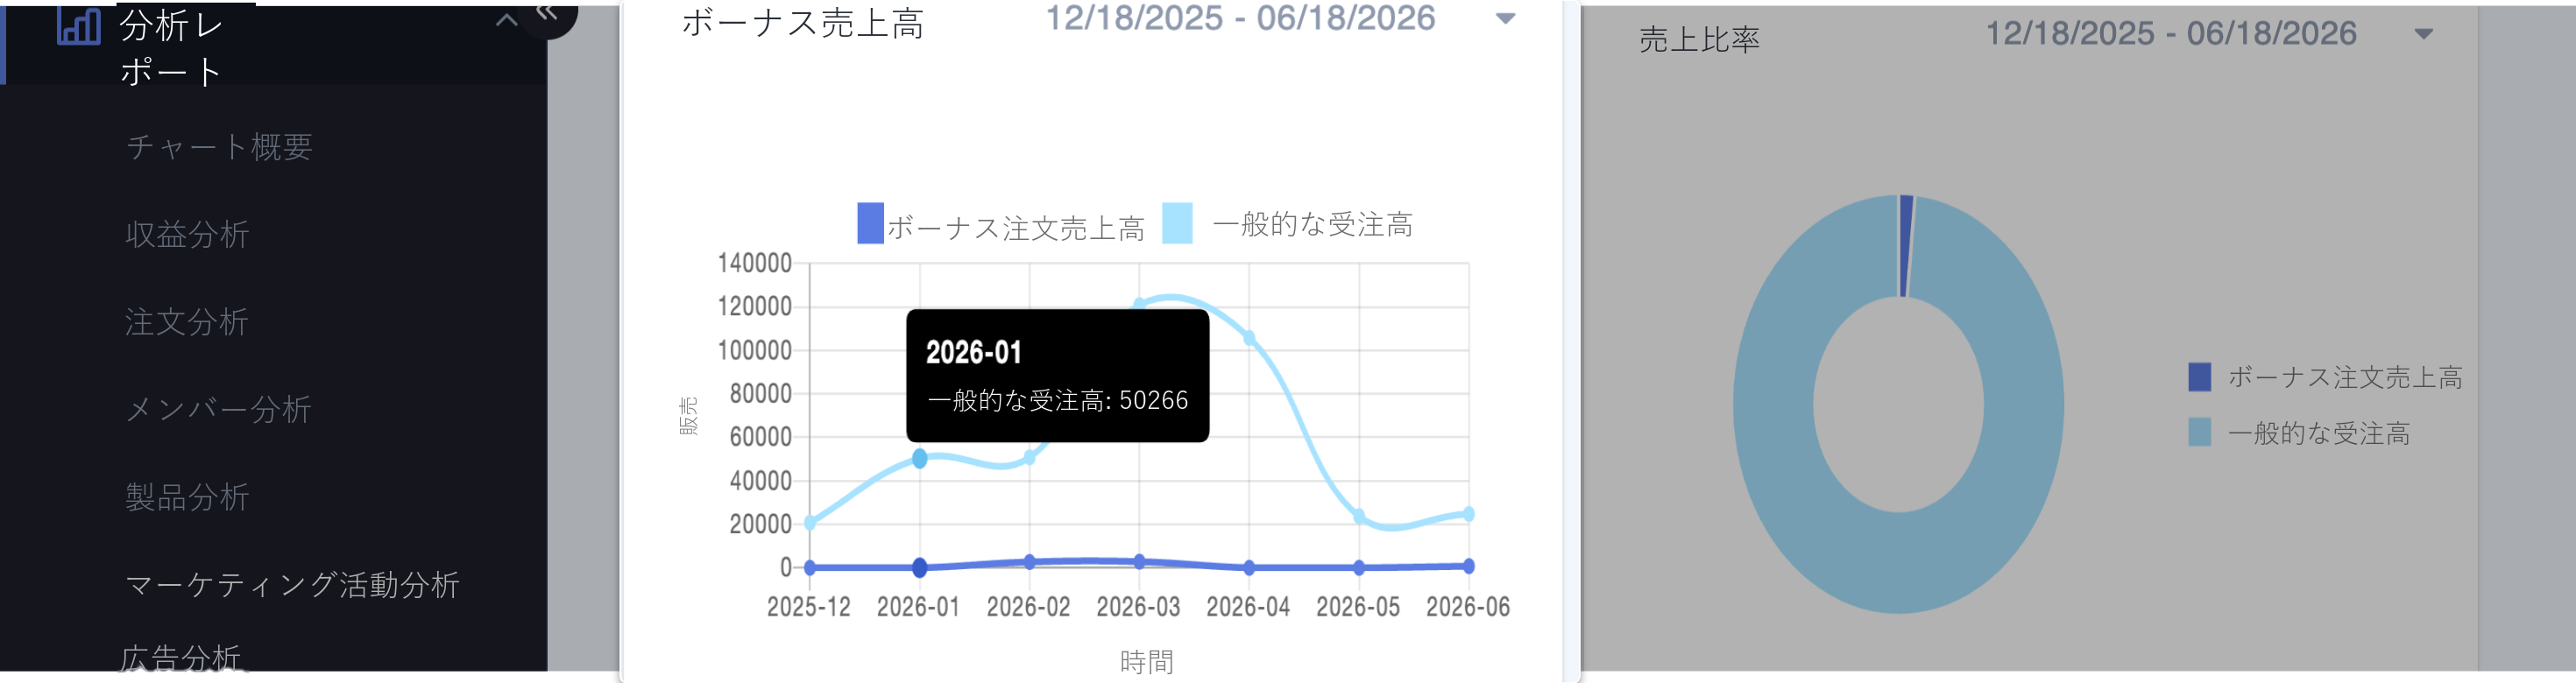 分析レ
ポート
チャート概要
収益分析
注文分析
メンバー分析
製品分析
マーケティング活動分析
広告分析
ボーナス売上高
12/18/2025 - 06/18/2026
ボーナス注文売上高
一般的な受注高
140000
120000
100000
80000
60000
40000
20000
0
販売
2026-01
一般的な受注高: 50266
2025-12
2026-01
2026-02
2026-03
2026-04
2026-05
2026-06
時間
売上比率
12/18/2025 - 06/18/2026
ボーナス注文売上高
一般的な受注高